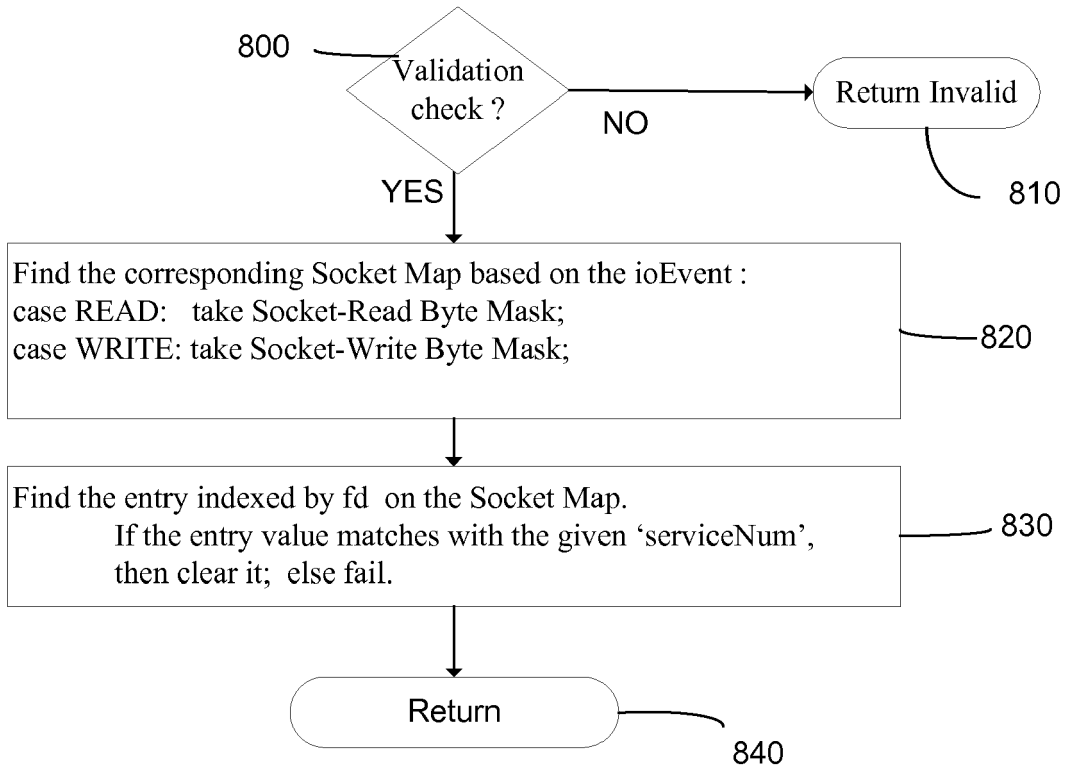 800
Validation
check ?
Return Invalid
NO
810
YES
Find the corresponding Socket Map based on the ioEvent :
case READ: take Socket-Read Byte Mask;
case WRITE: take Socket-Write Byte Mask;
820
Find the entry indexed by fd on the Socket Map.
If the entry value matches with the given ‘serviceNum’,
then clear it; else fail.
830
Return
840